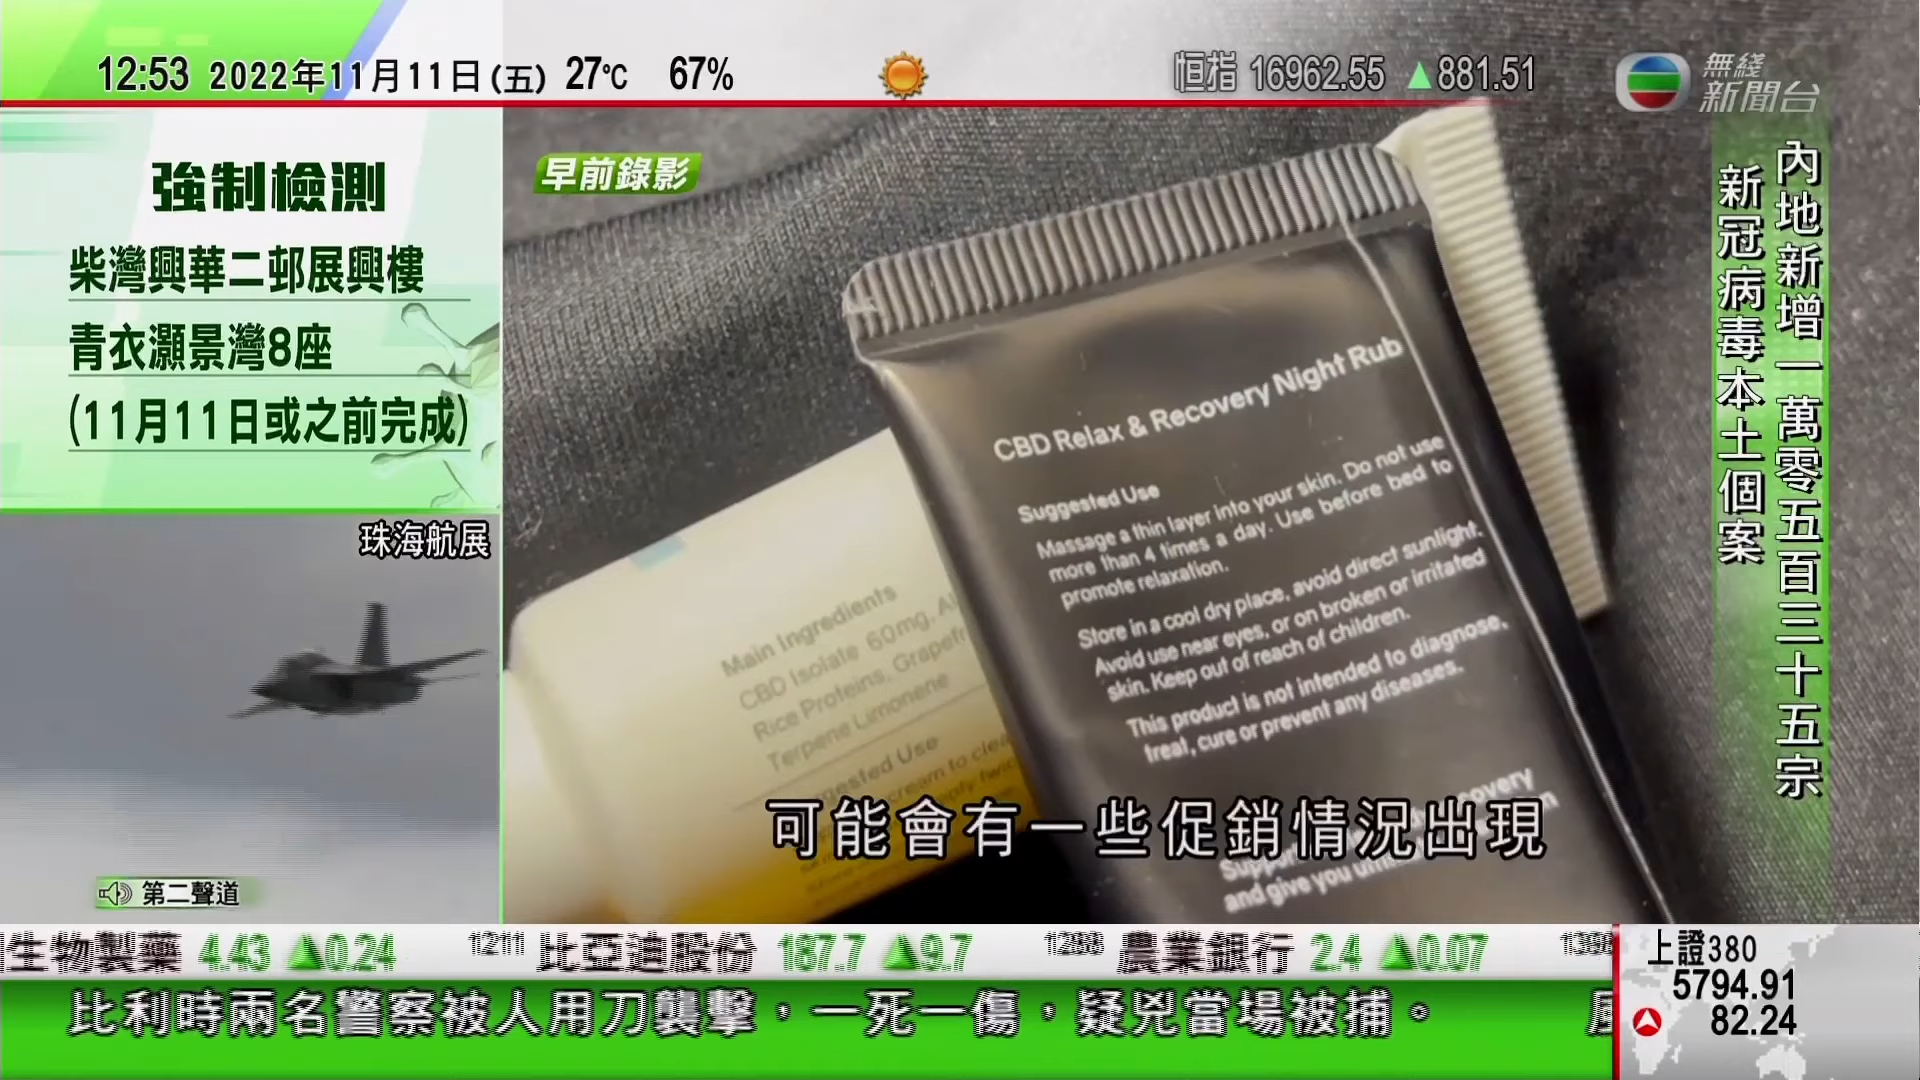 12:53 2022年11月11日(五) 27℃ 67%
恒指 16962.55 ▲881.51
無綫
新聞台
強制檢測
柴灣興華二邨展興樓
青衣灝景灣8座
(11月11日或之前完成)
珠海航展
第二聲道
早前錄影
CBD Relax & Recovery Night Rub
Suggested Use
Massage a thin layer into your skin. Do not use
more than 4 times a day. Use before bed to
promote relaxation.
Store in a cool dry place, avoid direct sunlight.
Avoid use near eyes, or on broken or irritated
skin. Keep out of reach of children.
This product is not intended to diagnose,
treat, cure or prevent any diseases.
and give you
Main Ingredients
CBD Isolate 60mg,
Rice Proteins,
Terpene Limonene
Use
cream to
可能會有一些促銷情況出現
內地新增一萬零五百三十五宗
新冠病毒本土個案
生物製藥 4.43 ▲0.24 1211 比亞迪股份 187.7 ▲9.7 1288 農業銀行 2.4 ▲0.07 1398
比利時兩名警察被人用刀襲擊，一死一傷，疑兇當場被捕。
上證380
5794.91
82.24